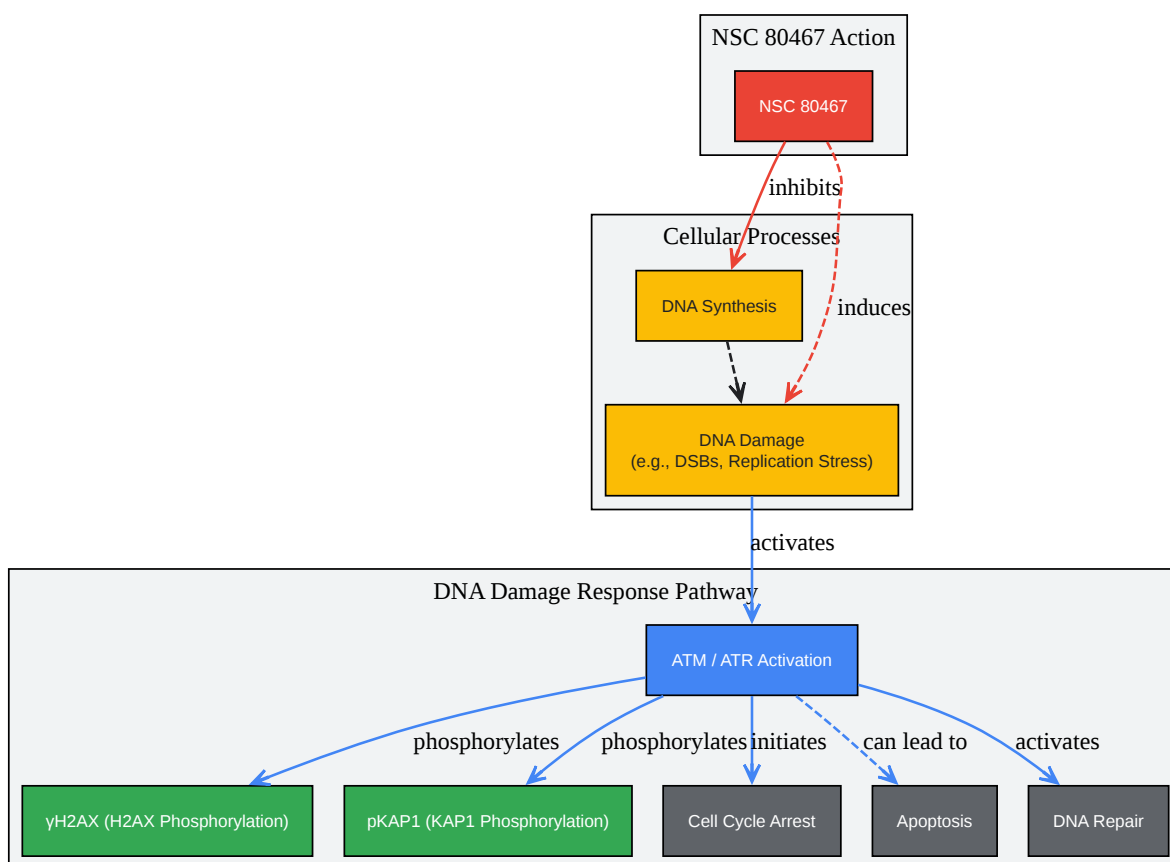 NSC 80467 Action
NSC 80467
inhibits
Cellular Processes
DNA Synthesis
induces
DNA Damage
(e.g., DSBs, Replication Stress)
activates
DNA Damage Response Pathway
ATM / ATR Activation
phosphorylates
phosphorylates
initiates
can lead to
activates
γH2AX (H2AX Phosphorylation)
pKAP1 (KAP1 Phosphorylation)
Cell Cycle Arrest
Apoptosis
DNA Repair